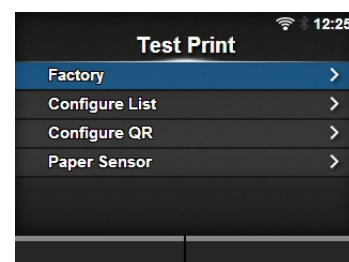 12:25
Test Print
Factory
Configure List
Configure QR
Paper Sensor